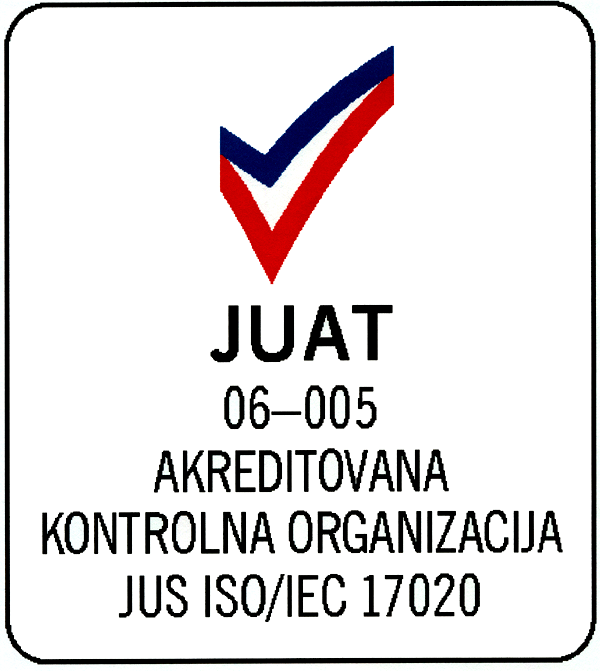 JUAT
06–005
AKREDITOVANA
KONTROLNA ORGANIZACIJA
JUS ISO/IEC 17020